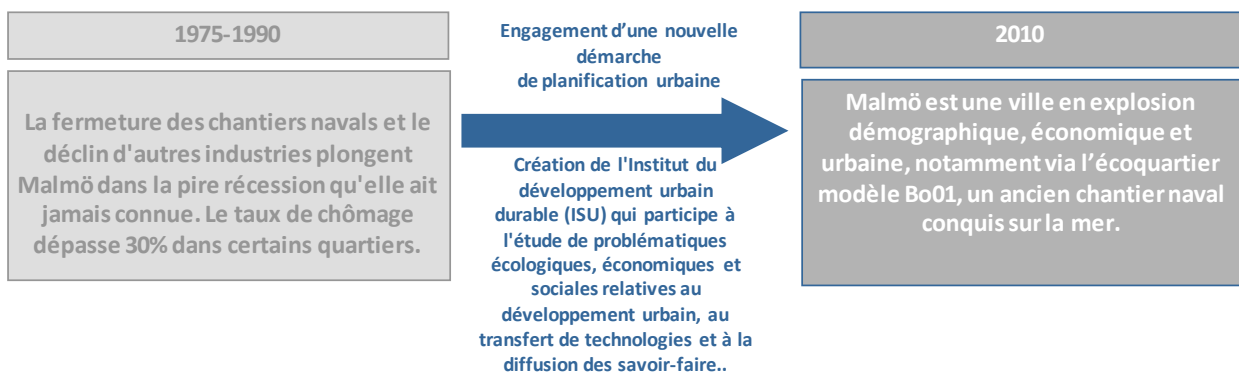 1975-1990
La fermeture des chantiers navals et le
déclin d'autres industries plongent
Malmö dans la pire récession qu'elle ait
jamais connue. Le taux de chômage
dépasse 30% dans certains quartiers.
Engagement d’une nouvelle
démarche
de planification urbaine
Création de l'Institut du
développement urbain
durable (ISU) qui participe à
l'étude de problématiques
écologiques, économiques et
sociales relatives au
développement urbain, au
transfert de technologies et à la
diffusion des savoir-faire..
2010
Malmö est une ville en explosion
démographique, économique et
urbaine, notamment via l’écoquartier
modèle Bo01, un ancien chantier naval
conquis sur la mer.